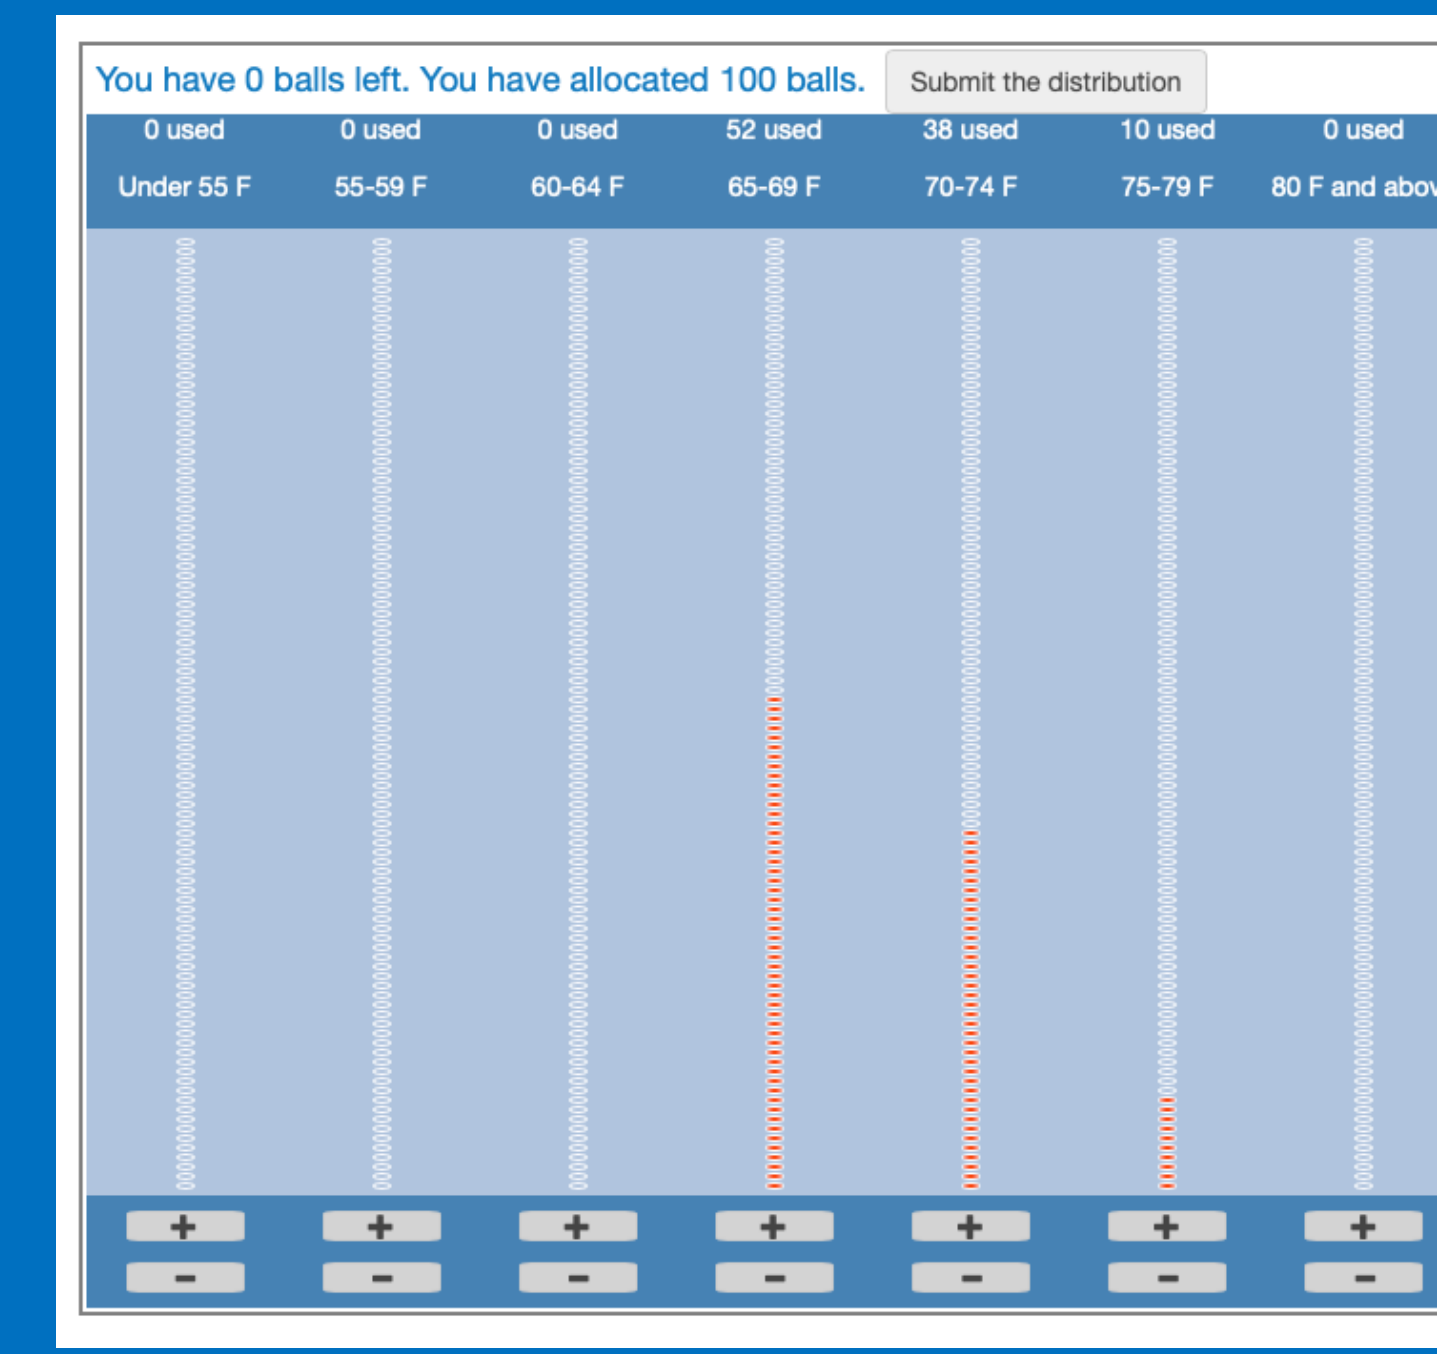 You have 0 balls left. You have allocated 100 balls. Submit the distribution
0 used 0 used 0 used 52 used 38 used 10 used 0 used
Under 55 F 55-59 F 60-64 F 65-69 F 70-74 F 75-79 F 80 F and abov
+ + + + + + +
- - - - - - -